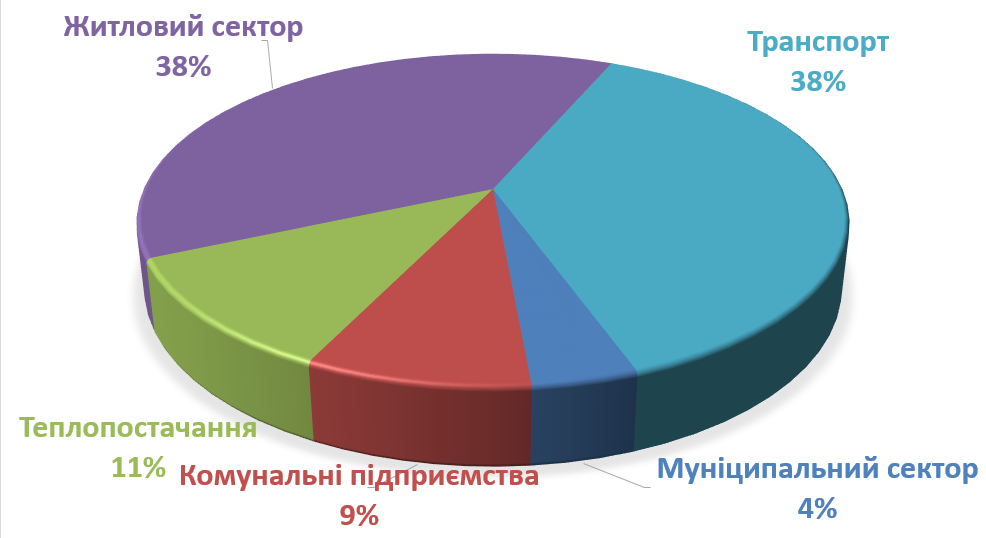 Житловий сектор
38%
Транспорт
38%
Теплопостачання
11%
Комунальні підприємства
9%
Муніципальний сектор
4%